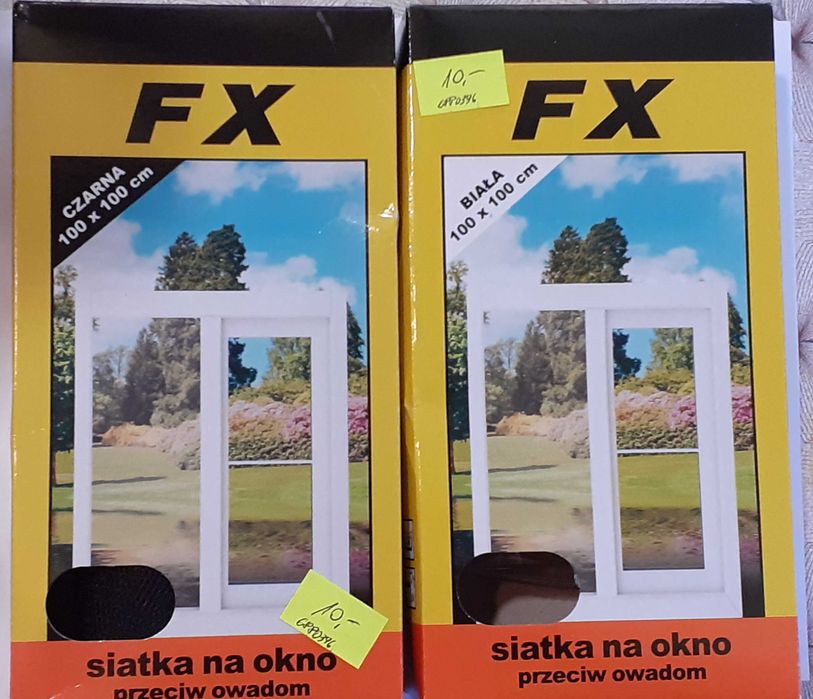 FX
CZARNA
100 x 100 cm
10,-
siatka na okno
przeciw owadom
10,-
FX
BIAŁA
100 x 100 cm
siatka na okno
przeciw owadom